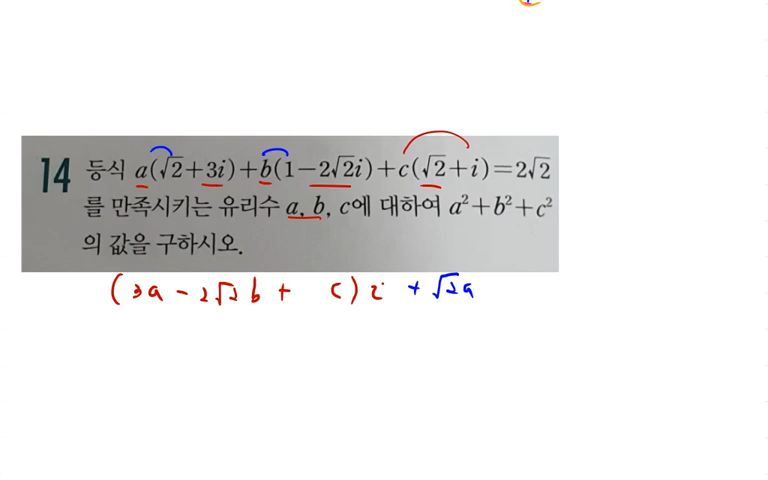 14 등식 a(√2+3i)+b(1-2√2i)+c(√2+i)=2√2
를 만족시키는 유리수 a, b, c에 대하여 a²+b²+c²
의 값을 구하시오.
(3a - 2√2 b + c) i + √2a